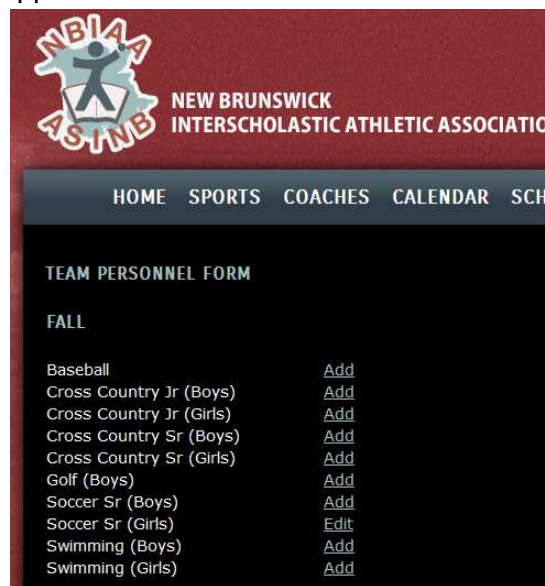 NBIAA
ASINB
NEW BRUNSWICK
INTERSCHOLASTIC ATHLETIC ASSOCIATIO
HOME SPORTS COACHES CALENDAR SCH
TEAM PERSONNEL FORM
FALL
Baseball Add
Cross Country Jr (Boys) Add
Cross Country Jr (Girls) Add
Cross Country Sr (Boys) Add
Cross Country Sr (Girls) Add
Golf (Boys) Add
Soccer Sr (Boys) Add
Soccer Sr (Girls) Edit
Swimming (Boys) Add
Swimming (Girls) Add